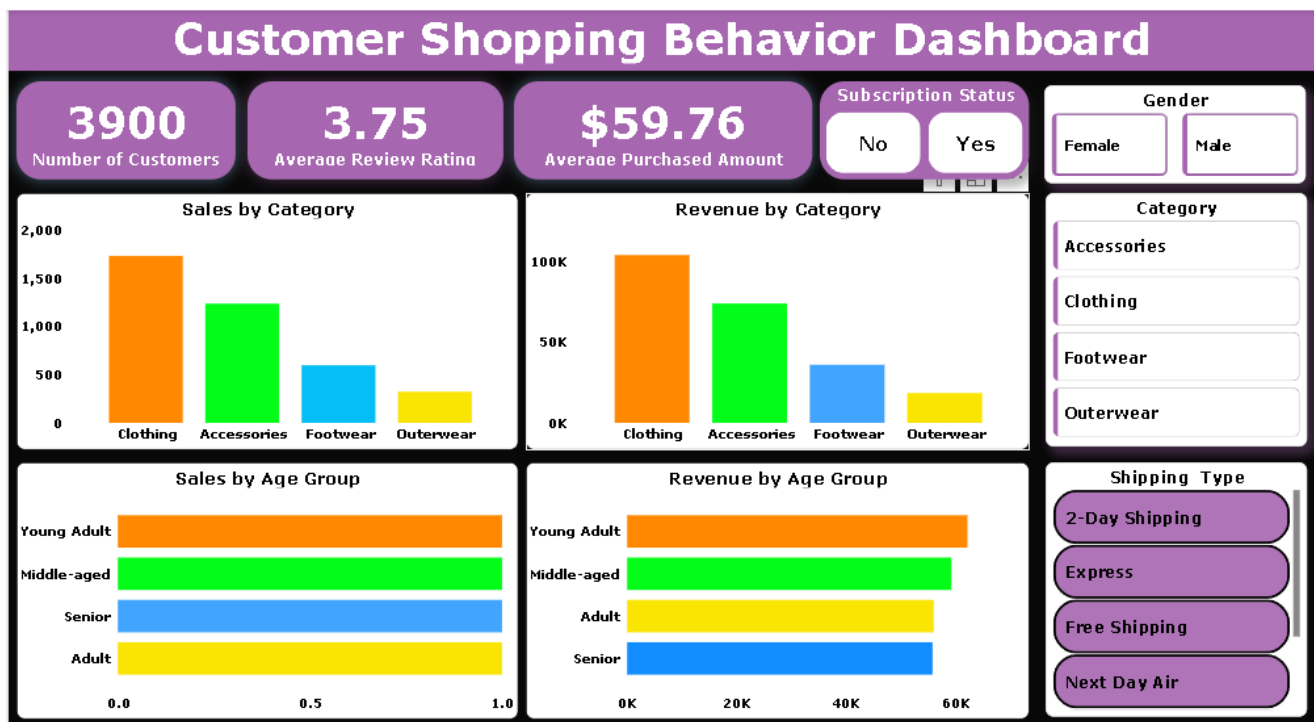 Customer Shopping Behavior Dashboard
3900
Number of Customers
3.75
Average Review Rating
$59.76
Average Purchased Amount
Subscription Status
No Yes
Gender
Female Male
Sales by Category
2,000
1,500
1,000
500
0
Clothing Accessories Footwear Outerwear
Revenue by Category
100K
50K
0K
Clothing Accessories Footwear Outerwear
Category
Accessories
Clothing
Footwear
Outerwear
Sales by Age Group
Young Adult
Middle-aged
Senior
Adult
0.0 0.5 1.0
Revenue by Age Group
Young Adult
Middle-aged
Adult
Senior
0K 20K 40K 60K
Shipping Type
2-Day Shipping
Express
Free Shipping
Next Day Air